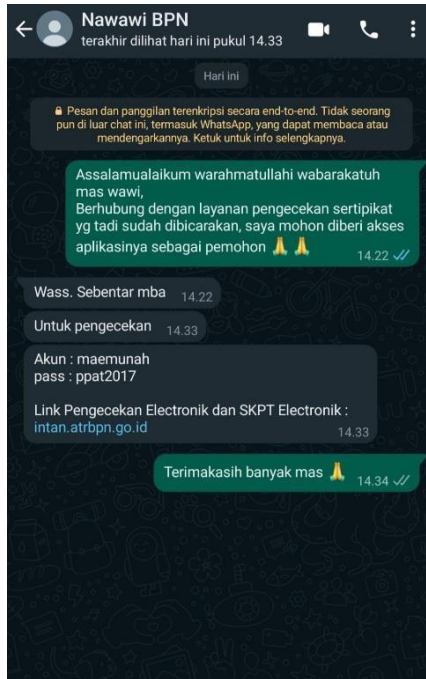 Nawawi BPN
terakhir dilihat hari ini pukul 14.33
Hari ini
Pesan dan panggilan terenkripsi secara end-to-end. Tidak seorang
pun di luar chat ini, termasuk WhatsApp, yang dapat membaca atau
mendengarkannya. Ketuk untuk info selengkapnya.
Assalamualaikum warahmatullahi wabarakatuh
mas wawi,
Berhubung dengan layanan pengecekan sertipikat
yg tadi sudah dibicarakan, saya mohon diberi akses
aplikasinya sebagai pemohon 🙏 🙏
14.22
Wass. Sebentar mba 14.22
Untuk pengecekan 14.33
Akun : maemunah
pass : ppat2017
Link Pengecekan Electronik dan SKPT Electronik :
intan.atrbpn.go.id
14.33
Terimakasih banyak mas 🙏 14.34